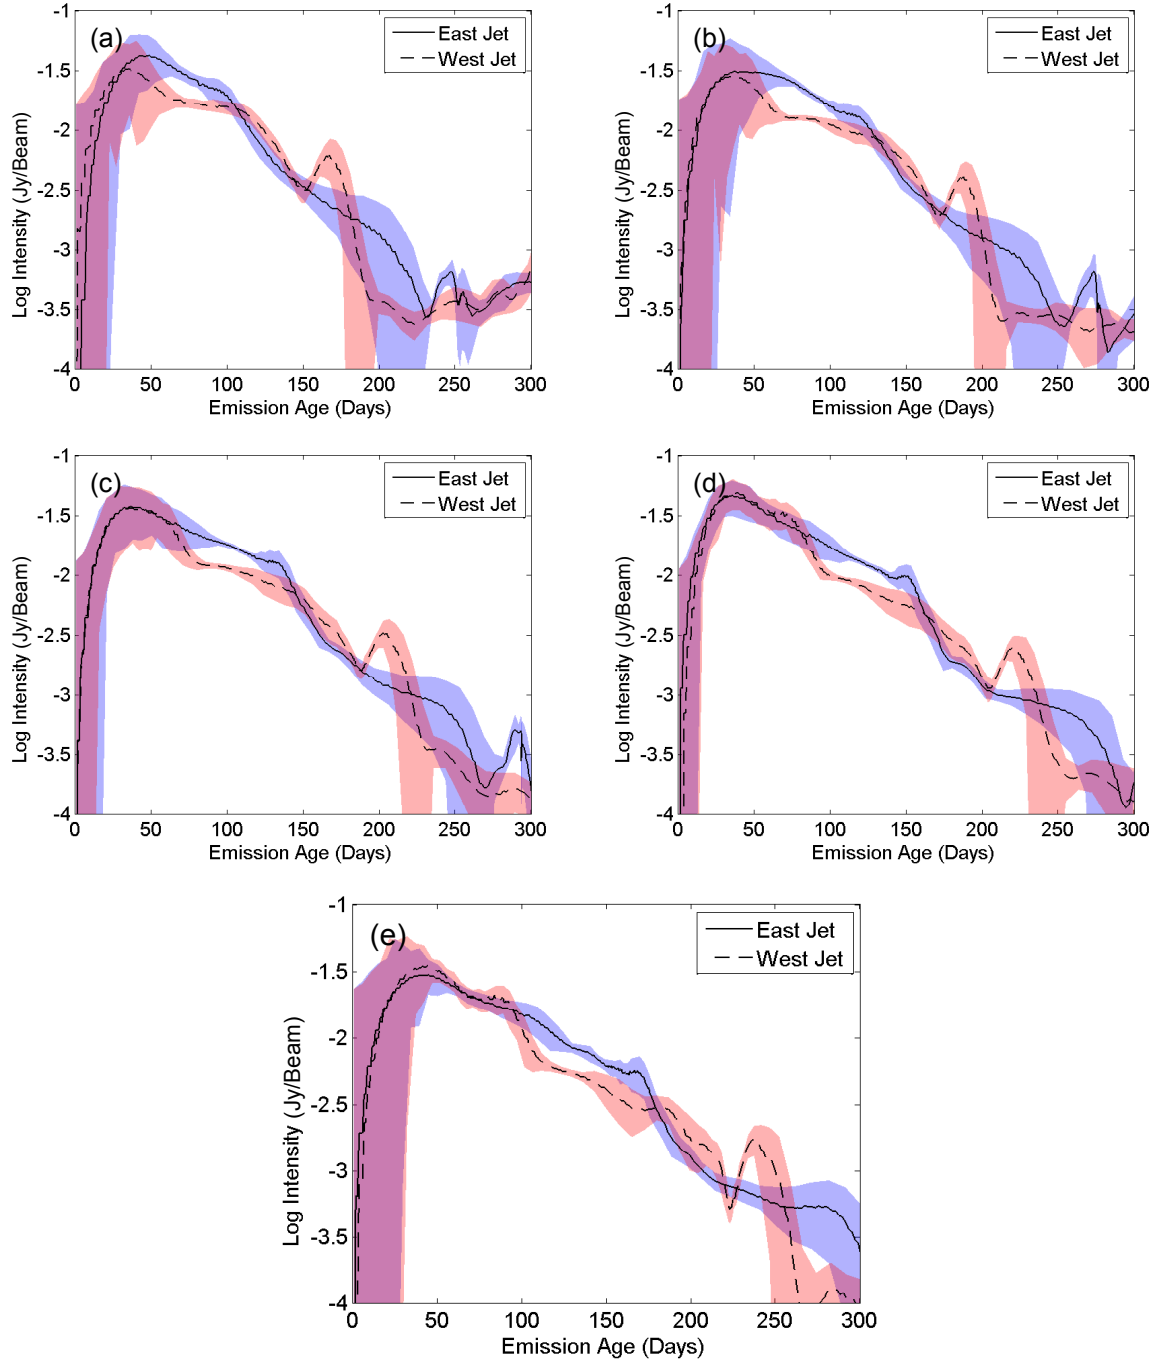 (a)
East Jet
West Jet
-1
-1.5
-2
-2.5
-3
-3.5
-4
0 50 100 150 200 250 300
Log Intensity (Jy/Beam)
Emission Age (Days)
(b)
East Jet
West Jet
-1
-1.5
-2
-2.5
-3
-3.5
-4
0 50 100 150 200 250 300
Log Intensity (Jy/Beam)
Emission Age (Days)
(c)
East Jet
West Jet
-1
-1.5
-2
-2.5
-3
-3.5
-4
0 50 100 150 200 250 300
Log Intensity (Jy/Beam)
Emission Age (Days)
(d)
East Jet
West Jet
-1
-1.5
-2
-2.5
-3
-3.5
-4
0 50 100 150 200 250 300
Log Intensity (Jy/Beam)
Emission Age (Days)
(e)
East Jet
West Jet
-1
-1.5
-2
-2.5
-3
-3.5
-4
0 50 100 150 200 250 300
Log Intensity (Jy/Beam)
Emission Age (Days)